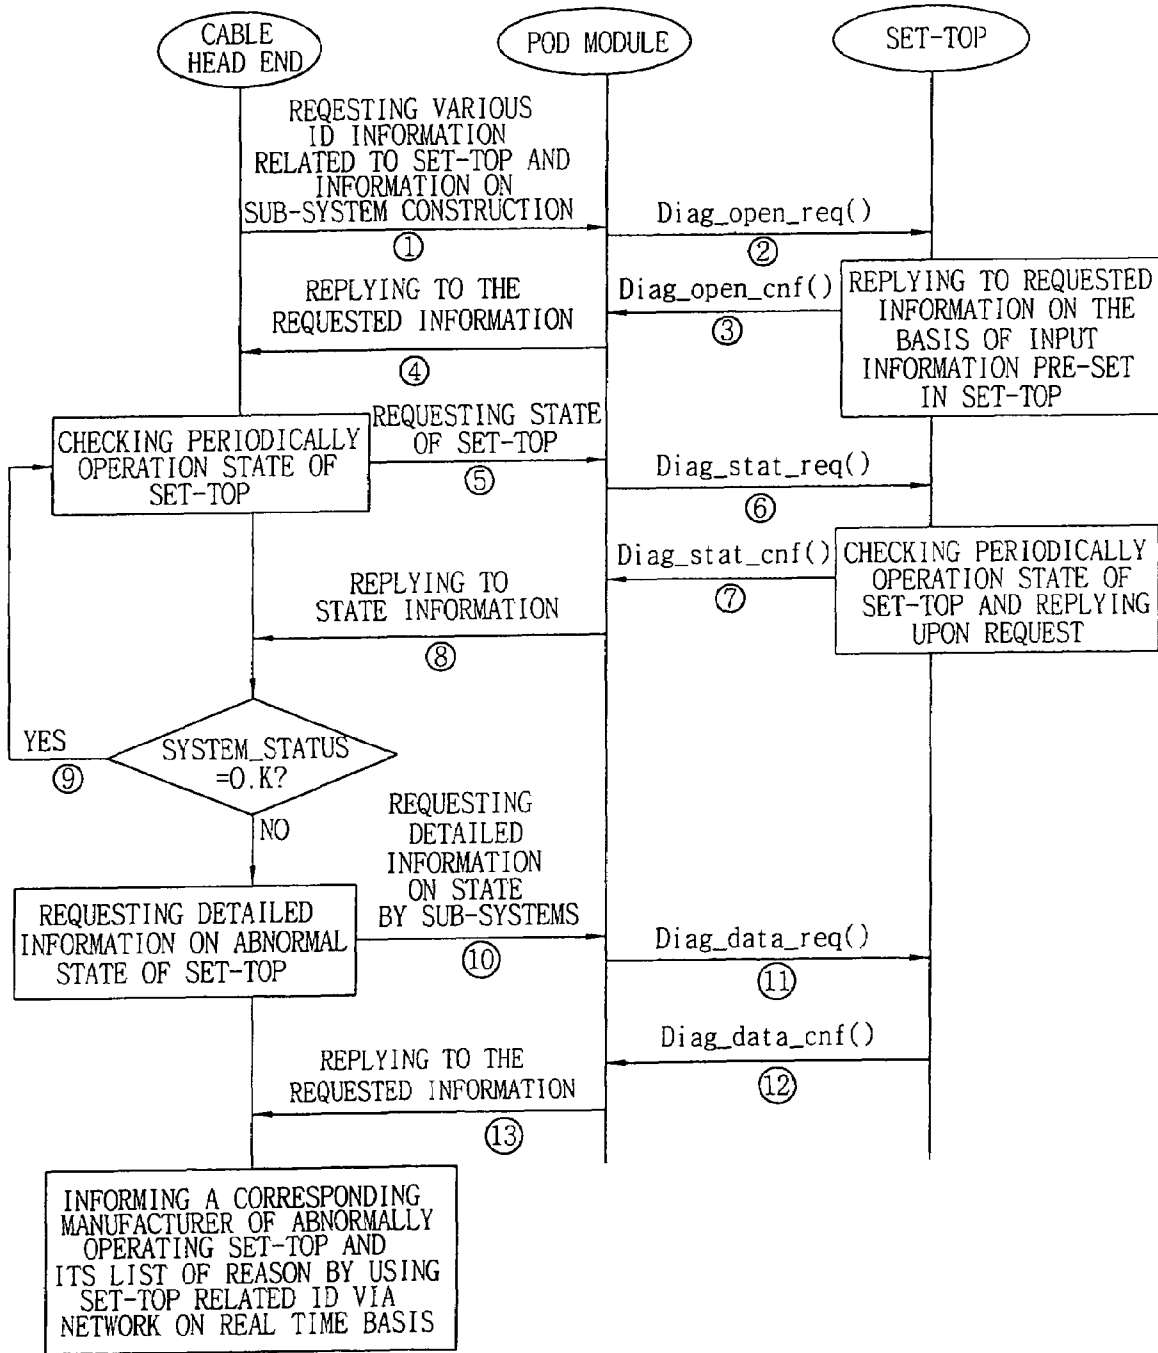 CABLE
HEAD END
POD MODULE
SET-TOP
REQESTING VARIOUS
ID INFORMATION
RELATED TO SET-TOP AND
INFORMATION ON
SUB-SYSTEM CONSTRUCTION
①
Diag_open_req()
②
REPLYING TO THE
REQUESTED INFORMATION
④
Diag_open_cnf()
③
REPLYING TO REQUESTED
INFORMATION ON THE
BASIS OF INPUT
INFORMATION PRE-SET
IN SET-TOP
CHECKING PERIODICALLY
OPERATION STATE OF
SET-TOP
REQUESTING STATE
OF SET-TOP
⑤
Diag_stat_req()
⑥
REPLYING TO
STATE INFORMATION
⑧
Diag_stat_cnf()
⑦
CHECKING PERIODICALLY
OPERATION STATE OF
SET-TOP AND REPLYING
UPON REQUEST
YES
⑨
SYSTEM_STATUS
=O.K?
NO
REQUESTING
DETAILED
INFORMATION
ON STATE
BY SUB-SYSTEMS
⑩
REQUESTING DETAILED
INFORMATION ON ABNORMAL
STATE OF SET-TOP
Diag_data_req()
⑪
Diag_data_cnf()
⑫
REPLYING TO THE
REQUESTED INFORMATION
⑬
INFORMING A CORRESPONDING
MANUFACTURER OF ABNORMALLY
OPERATING SET-TOP AND
ITS LIST OF REASON BY USING
SET-TOP RELATED ID VIA
NETWORK ON REAL TIME BASIS